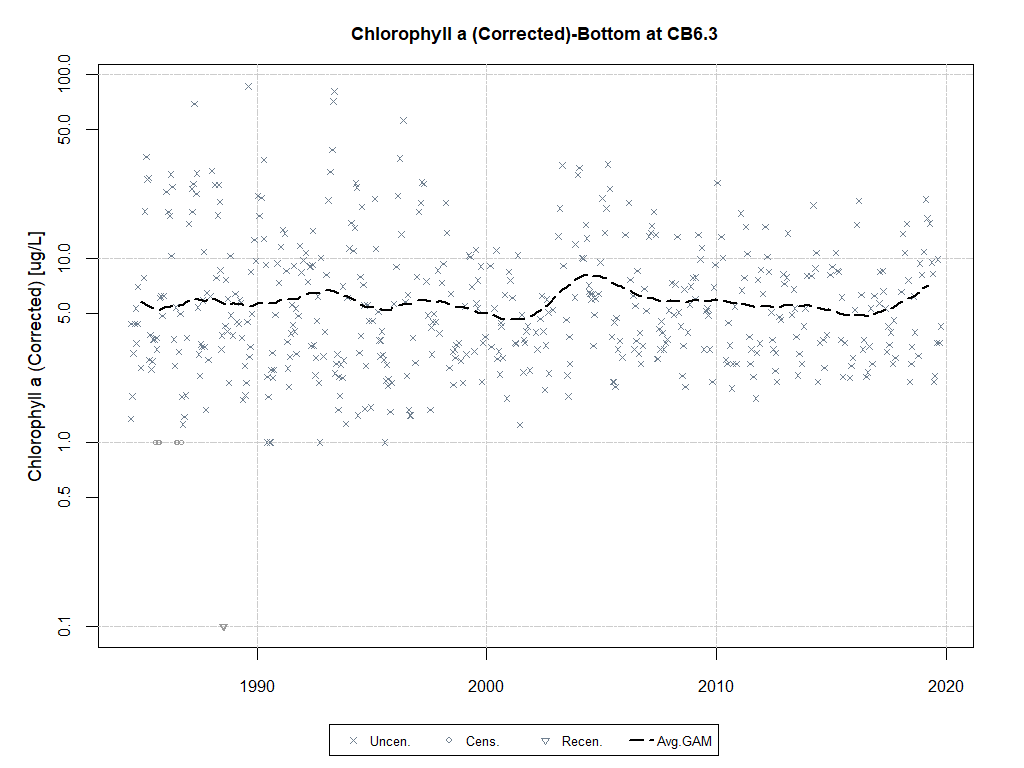 Chlorophyll a (Corrected)-Bottom at CB6.3
Chlorophyll a (Corrected) [ug/L]
100.0
50.0
10.0
5.0
1.0
0.5
0.1
1990 2000 2010 2020
Uncen. Cens. Recen. Avg.GAM